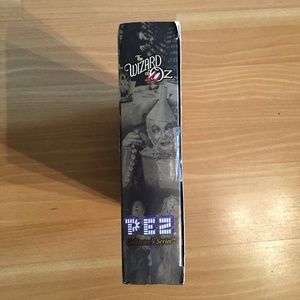 The
WIZARD
of OZ
PEZ
Collector's Series